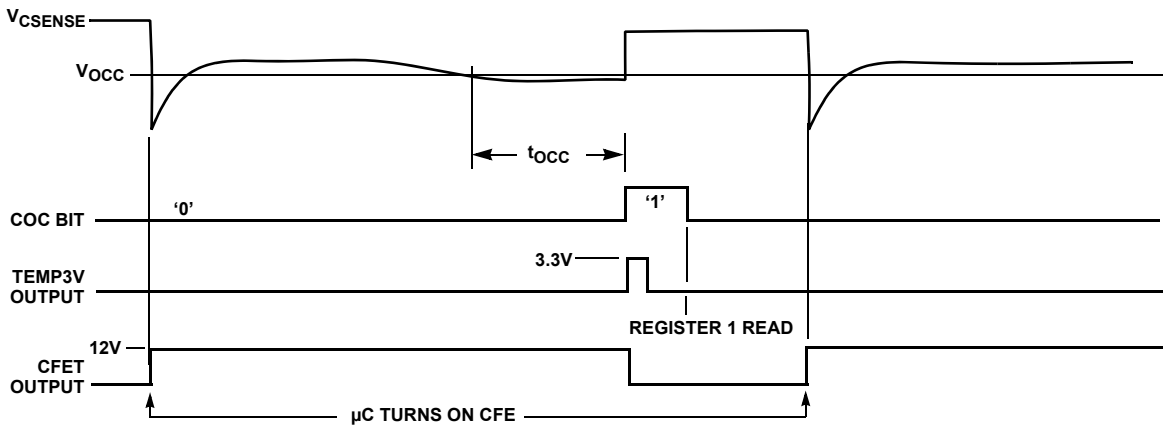 VCSENSE
VOCC
tOCC
COC BIT
‘0’
‘1’
TEMP3V
OUTPUT
3.3V
REGISTER 1 READ
12V
CFET
OUTPUT
µC TURNS ON CFE